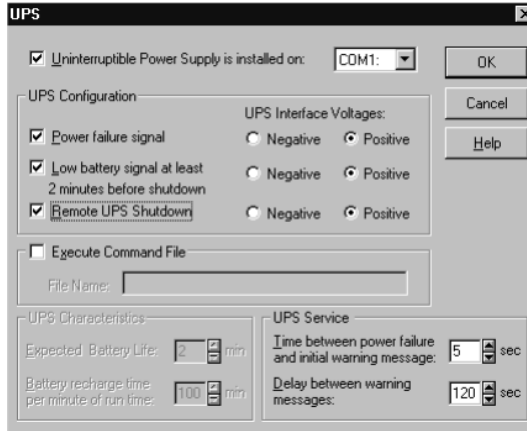 UPS
Uninterruptible Power Supply is installed on: COM1:
OK
Cancel
Help
UPS Configuration
UPS Interface Voltages:
Power failure signal Negative Positive
Low battery signal at least
2 minutes before shutdown Negative Positive
Remote UPS Shutdown Negative Positive
Execute Command File
File Name:
UPS Characteristics
Expected Battery Life: 2 min
Battery recharge time
per minute of run time: 100 min
UPS Service
Time between power failure
and initial warning message: 5 sec
Delay between warning
messages: 120 sec